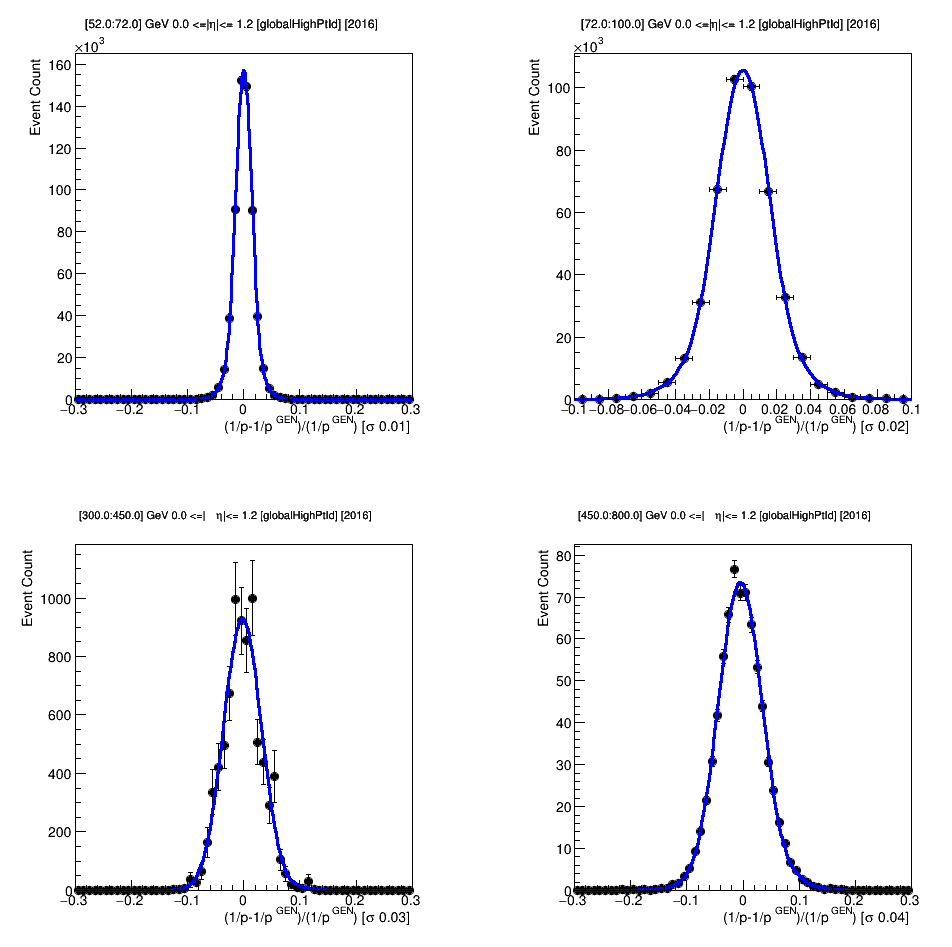 [52.0:72.0] GeV 0.0 <=|η|<= 1.2 [globalHighPtId] [2016]
×10³
Event Count
160
140
120
100
80
60
40
20
0
−0.3 −0.2 −0.1 0 0.1 0.2 0.3
(1/p-1/p^GEN)/(1/p^GEN) [σ 0.01]
[72.0:100.0] GeV 0.0 <=|η|<= 1.2 [globalHighPtId] [2016]
×10³
Event Count
100
80
60
40
20
0
−0.1 −0.08 −0.06 −0.04 −0.02 0 0.02 0.04 0.06 0.08 0.1
(1/p-1/p^GEN)/(1/p^GEN) [σ 0.02]
[300.0:450.0] GeV 0.0 <=| η|<= 1.2 [globalHighPtId] [2016]
Event Count
1000
800
600
400
200
0
−0.3 −0.2 −0.1 0 0.1 0.2 0.3
(1/p-1/p^GEN)/(1/p^GEN) [σ 0.03]
[450.0:800.0] GeV 0.0 <=| η|<= 1.2 [globalHighPtId] [2016]
Event Count
80
70
60
50
40
30
20
10
0
−0.3 −0.2 −0.1 0 0.1 0.2 0.3
(1/p-1/p^GEN)/(1/p^GEN) [σ 0.04]